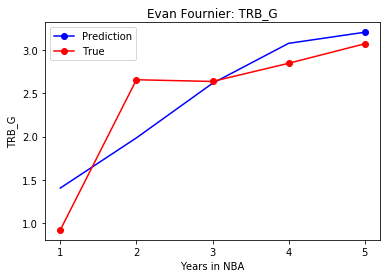 Evan Fournier: TRB_G
Prediction
True
TRB_G
3.0
2.5
2.0
1.5
1.0
1 2 3 4 5
Years in NBA